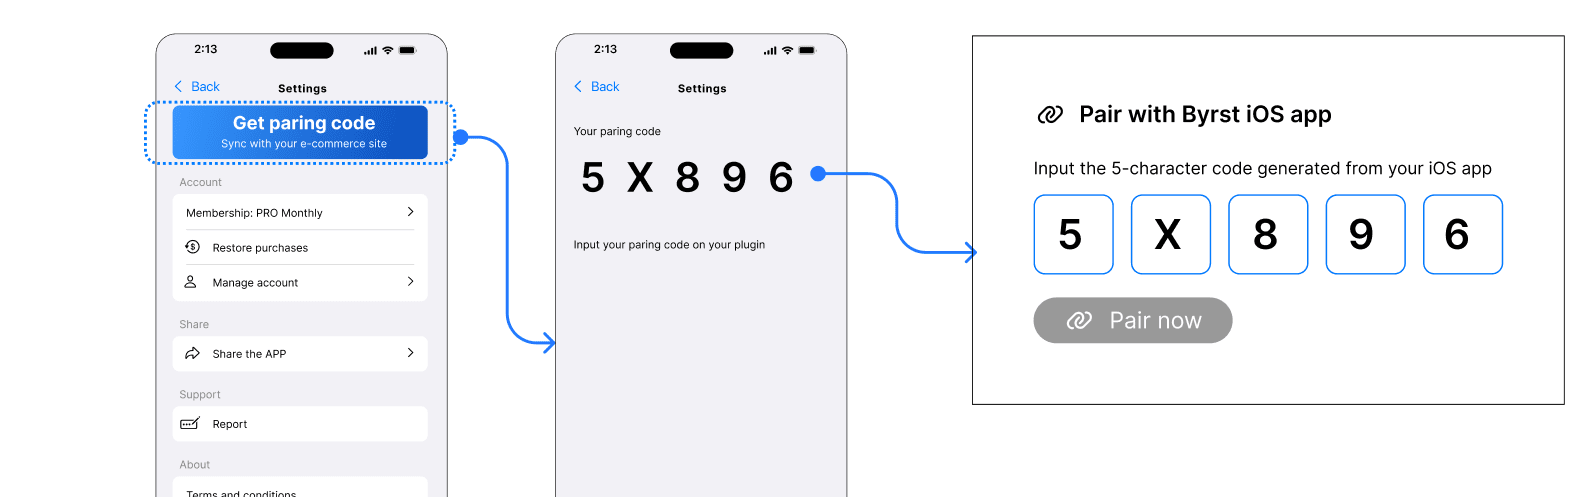 2:13
Back
Settings
Get paring code
Sync with your e-commerce site
Account
Membership: PRO Monthly
Restore purchases
Manage account
Share
Share the APP
Support
Report
About
Terms and conditions
2:13
Back
Settings
Your paring code
5 X 8 9 6
Input your paring code on your plugin
Pair with Byrst iOS app
Input the 5-character code generated from your iOS app
5 X 8 9 6
Pair now